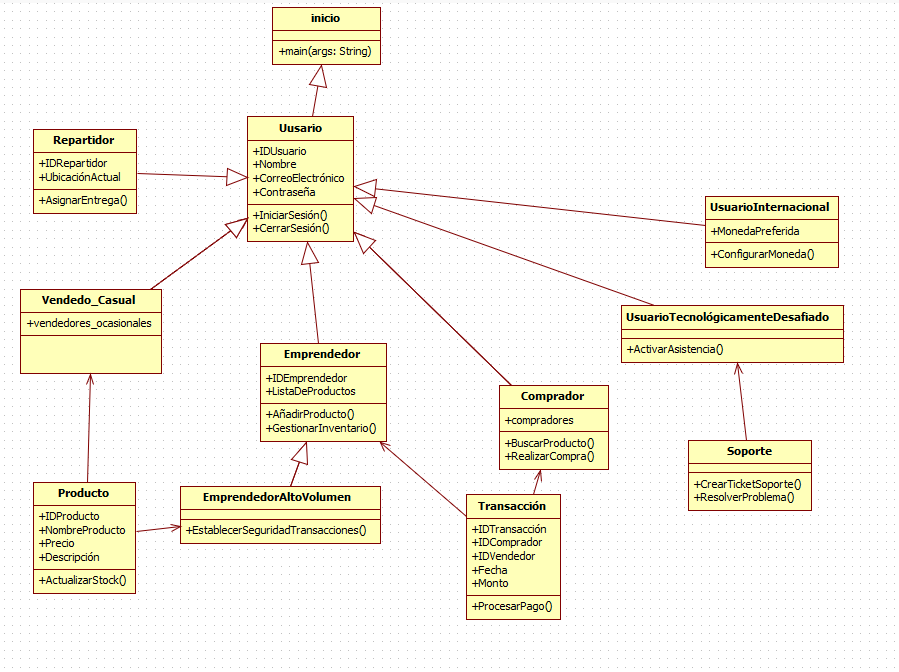 inicio
+main(args: String)
Uusario
+IDUsuario
+Nombre
+CorreoElectrónico
+Contraseña
+IniciarSesión()
+CerrarSesión()
Repartidor
+IDRepartidor
+UbicaciónActual
+AsignarEntrega()
UsuarioInternacional
+MonedaPreferida
+ConfigurarMoneda()
Vendedo_Casual
+vendedores_ocasionales
UsuarioTecnológicamenteDesafiado
+ActivarAsistencia()
Emprendedor
+IDEmprendedor
+ListaDeProductos
+AñadirProducto()
+GestionarInventario()
Comprador
+compradores
+BuscarProducto()
+RealizarCompra()
Soporte
+CrearTicketSoporte()
+ResolverProblema()
Producto
+IDProducto
+NombreProducto
+Precio
+Descripción
+ActualizarStock()
EmprendedorAltoVolumen
+EstablecerSeguridadTransacciones()
Transacción
+IDTransacción
+IDComprador
+IDVendedor
+Fecha
+Monto
+ProcesarPago()